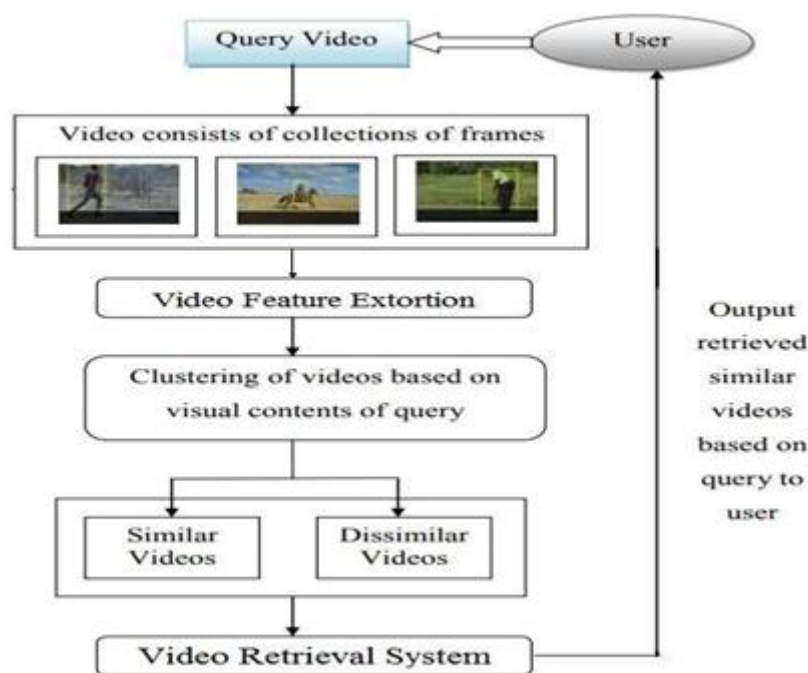 Query Video
User
Video consists of collections of frames
Video Feature Extortion
Clustering of videos based on
visual contents of query
Similar
Videos
Dissimilar
Videos
Video Retrieval System
Output
retrieved
similar
videos
based on
query to
user